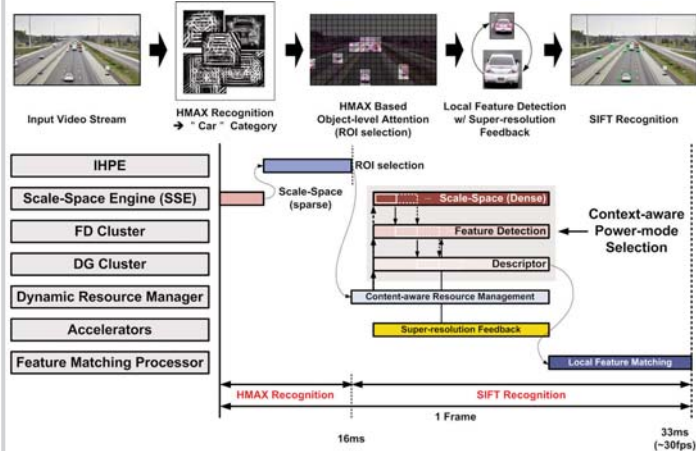 Input Video Stream
HMAX Recognition
→ "Car" Category
HMAX Based
Object-level Attention
(ROI selection)
Local Feature Detection
w/ Super-resolution
Feedback
SIFT Recognition
IHPE
ROI selection
Scale-Space Engine (SSE)
Scale-Space
(sparse)
Scale-Space (Dense)
FD Cluster
Feature Detection
Context-aware
Power-mode
Selection
DG Cluster
Descriptor
Dynamic Resource Manager
Content-aware Resource Management
Accelerators
Super-resolution Feedback
Feature Matching Processor
Local Feature Matching
HMAX Recognition
SIFT Recognition
1 Frame
16ms
33ms
(~30fps)